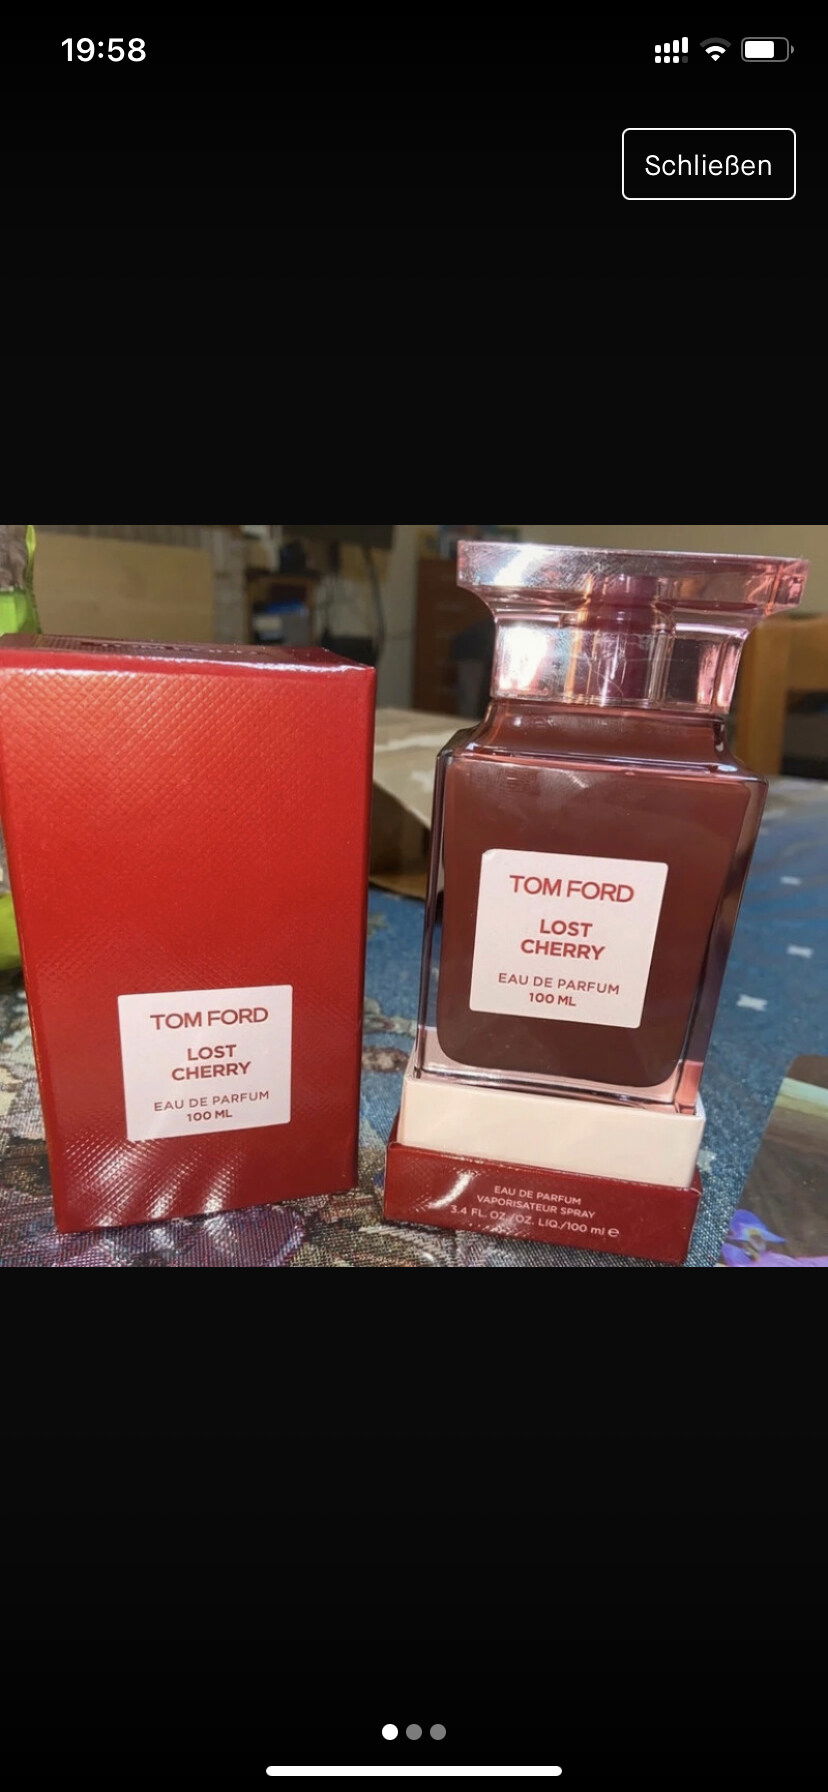 19:58
Schließen
TOM FORD
LOST
CHERRY
EAU DE PARFUM
100 ML
TOM FORD
LOST
CHERRY
EAU DE PARFUM
100 ML
EAU DE PARFUM
VAPORISATEUR SPRAY
3.4 FL. OZ./OZ. LIQ./100 ml ℮